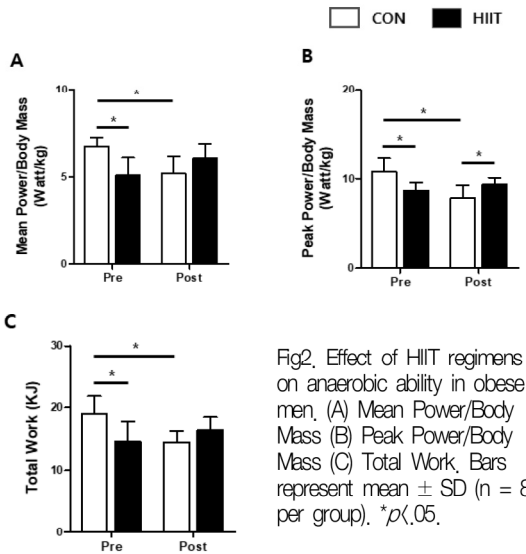 CON HIIT
A
Mean Power/Body Mass
(Watt/kg)
10
5
0
*
*
Pre Post
B
Peak Power/Body Mass
(Watt/kg)
20
10
0
*
*
*
Pre Post
C
Total Work (KJ)
30
20
10
0
*
*
Pre Post
Fig2. Effect of HIIT regimens
on anaerobic ability in obese
men. (A) Mean Power/Body
Mass (B) Peak Power/Body
Mass (C) Total Work. Bars
represent mean ± SD (n = 8
per group). *p<.05.